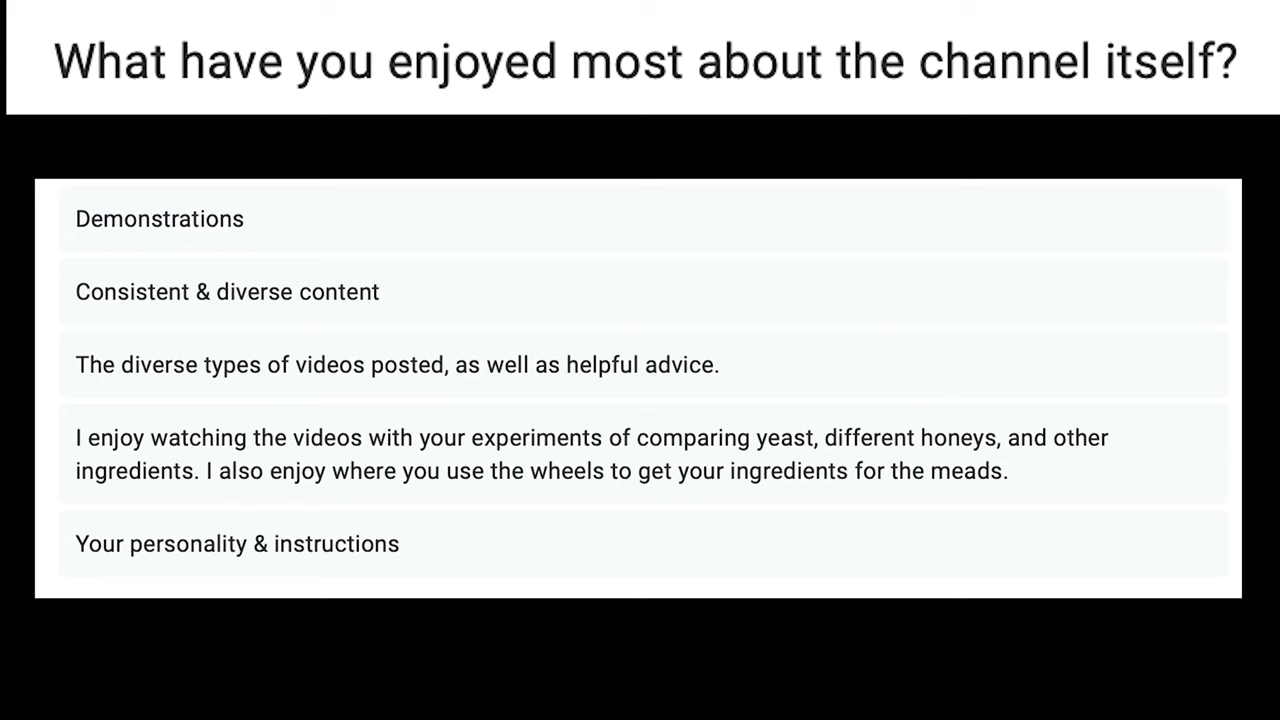 What have you enjoyed most about the channel itself?
Demonstrations
Consistent & diverse content
The diverse types of videos posted, as well as helpful advice.
I enjoy watching the videos with your experiments of comparing yeast, different honeys, and other
ingredients. I also enjoy where you use the wheels to get your ingredients for the meads.
Your personality & instructions